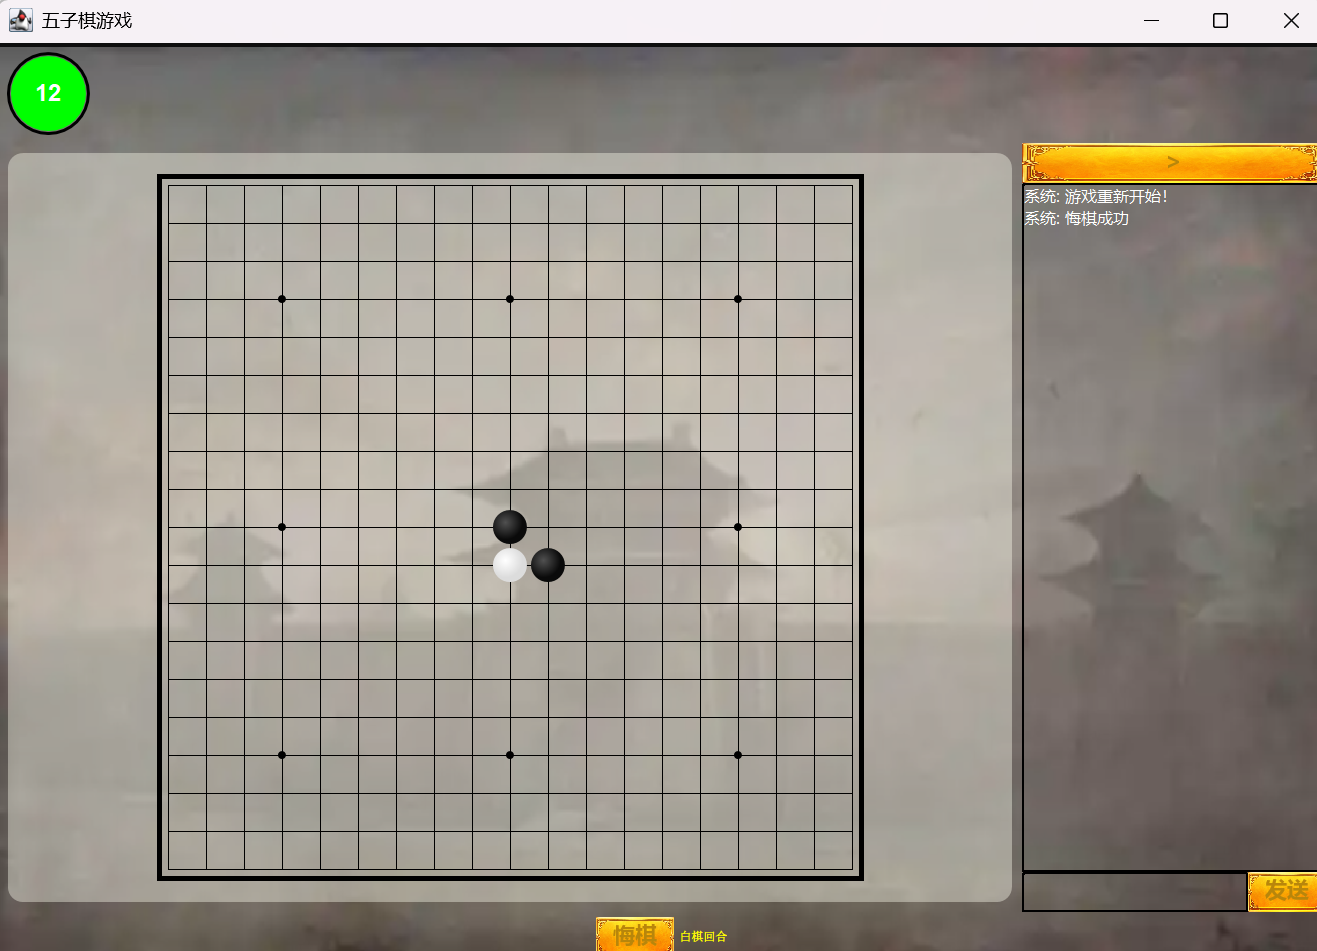 五子棋游戏
12
>
系统: 游戏重新开始!
系统: 悔棋成功
发送
悔棋
白棋回合